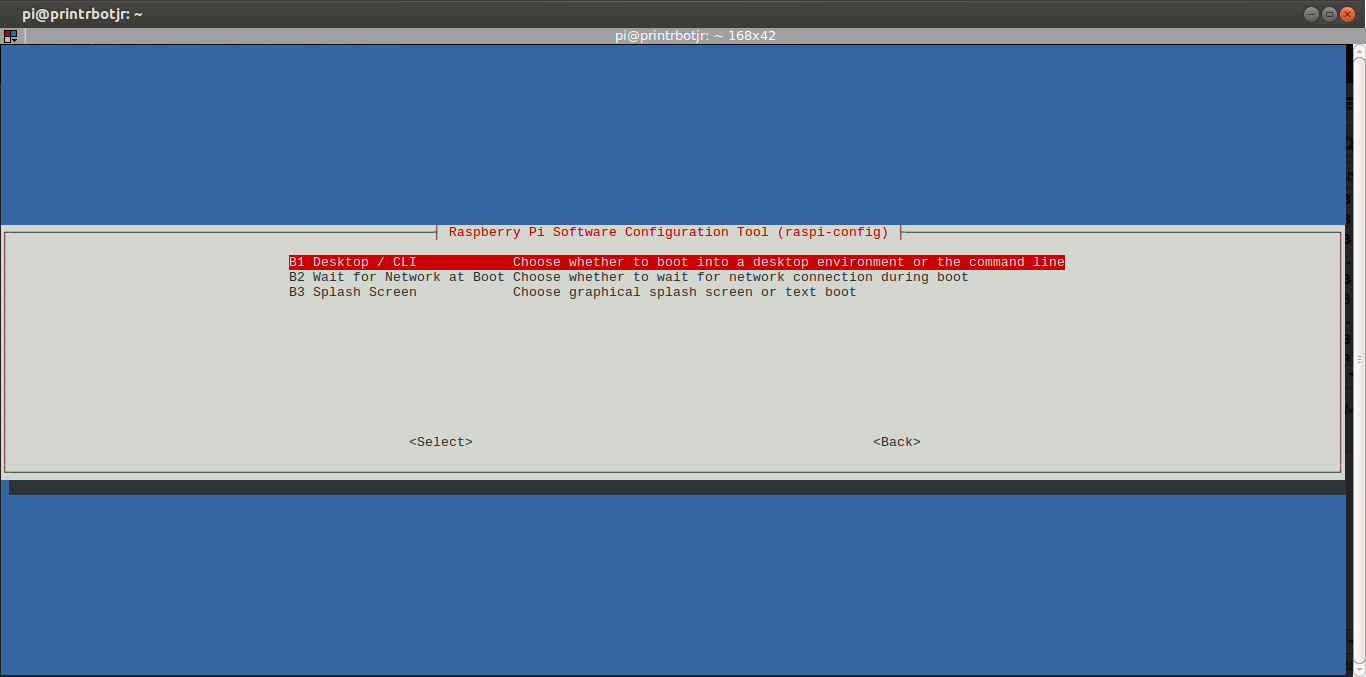 pi@printrbotjr: ~
pi@printrbotjr: ~ 168x42
Raspberry Pi Software Configuration Tool (raspi-config)
B1 Desktop / CLI Choose whether to boot into a desktop environment or the command line
B2 Wait for Network at Boot Choose whether to wait for network connection during boot
B3 Splash Screen Choose graphical splash screen or text boot
<Select> <Back>